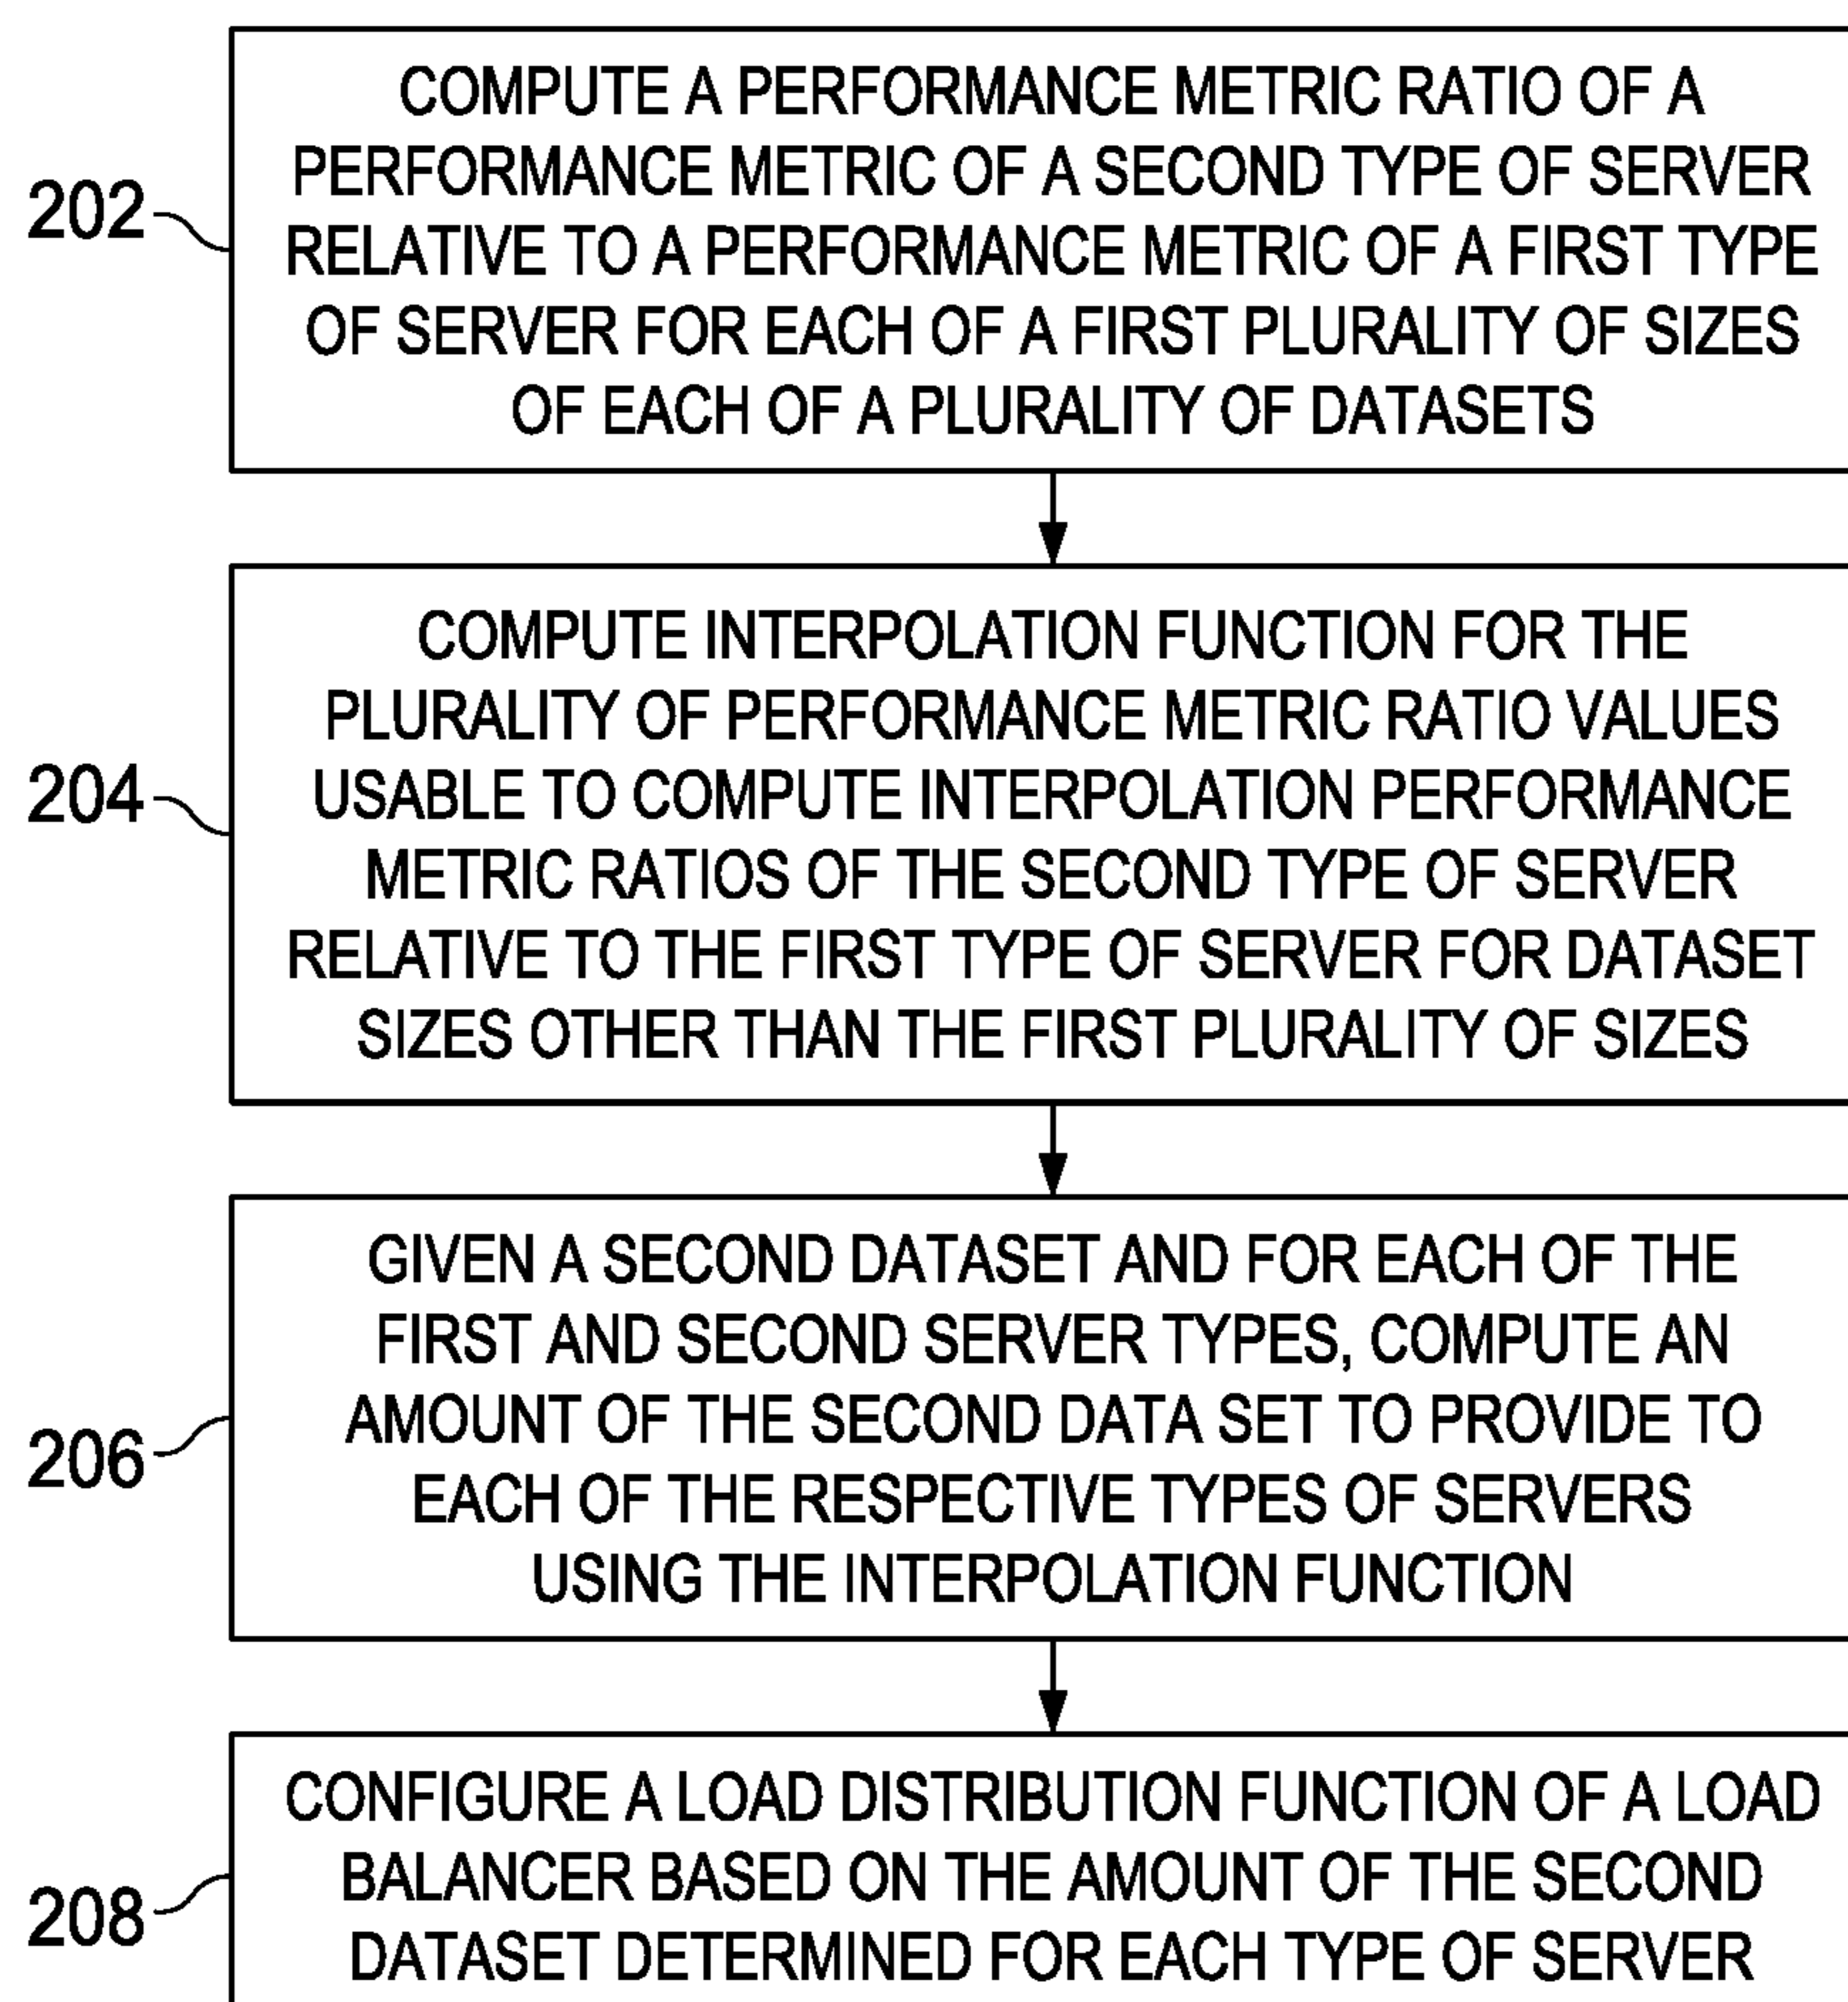 COMPUTE A PERFORMANCE METRIC RATIO OF A
PERFORMANCE METRIC OF A SECOND TYPE OF SERVER
RELATIVE TO A PERFORMANCE METRIC OF A FIRST TYPE
OF SERVER FOR EACH OF A FIRST PLURALITY OF SIZES
OF EACH OF A PLURALITY OF DATASETS
202
COMPUTE INTERPOLATION FUNCTION FOR THE
PLURALITY OF PERFORMANCE METRIC RATIO VALUES
USABLE TO COMPUTE INTERPOLATION PERFORMANCE
METRIC RATIOS OF THE SECOND TYPE OF SERVER
RELATIVE TO THE FIRST TYPE OF SERVER FOR DATASET
SIZES OTHER THAN THE FIRST PLURALITY OF SIZES
204
GIVEN A SECOND DATASET AND FOR EACH OF THE
FIRST AND SECOND SERVER TYPES, COMPUTE AN
AMOUNT OF THE SECOND DATA SET TO PROVIDE TO
EACH OF THE RESPECTIVE TYPES OF SERVERS
USING THE INTERPOLATION FUNCTION
206
CONFIGURE A LOAD DISTRIBUTION FUNCTION OF A LOAD
BALANCER BASED ON THE AMOUNT OF THE SECOND
DATASET DETERMINED FOR EACH TYPE OF SERVER
208